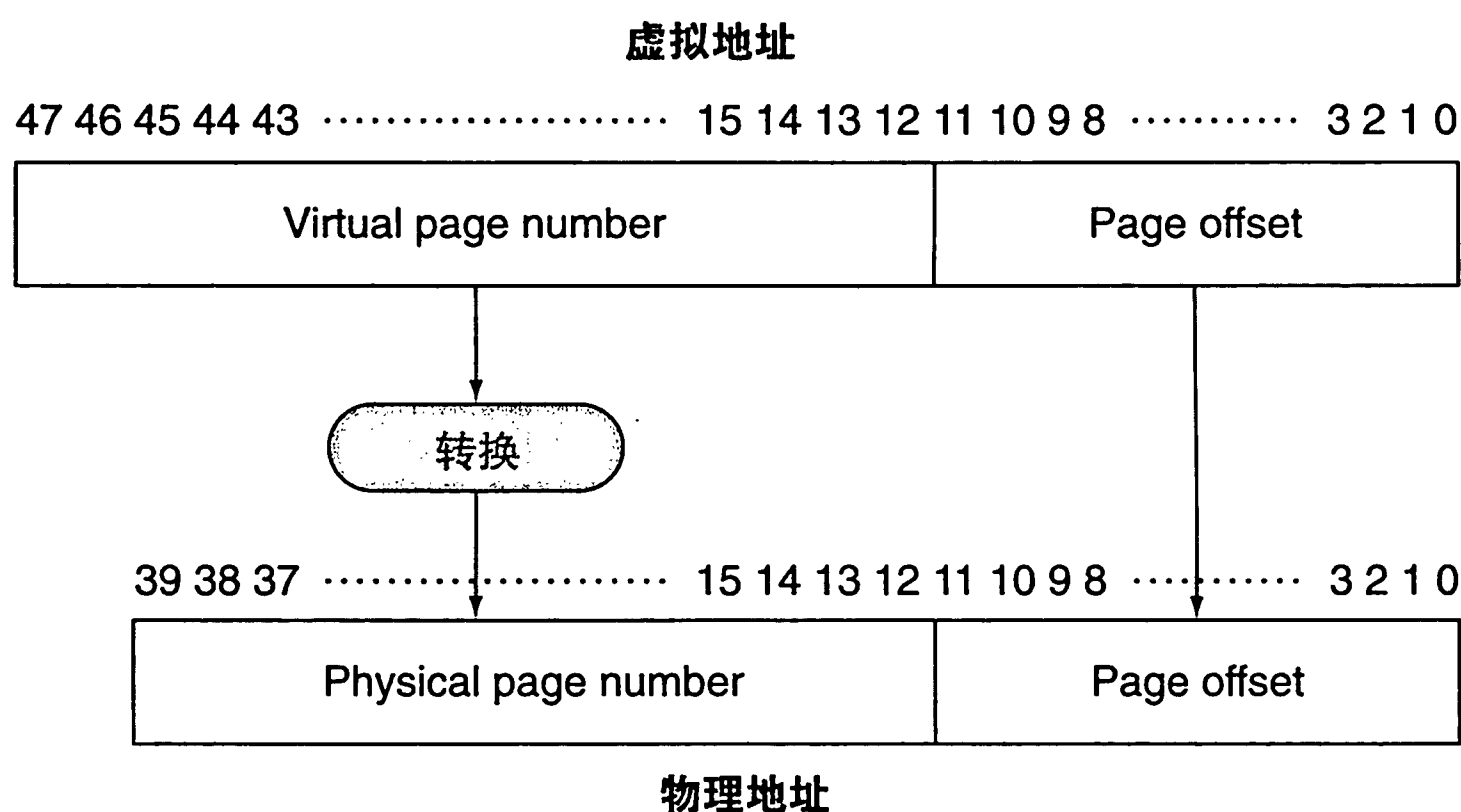 虚拟地址
47 46 45 44 43 ...................... 15 14 13 12 11 10 9 8 ........... 3 2 1 0
Virtual page number Page offset
转换
39 38 37 ...................... 15 14 13 12 11 10 9 8 ........... 3 2 1 0
Physical page number Page offset
物理地址